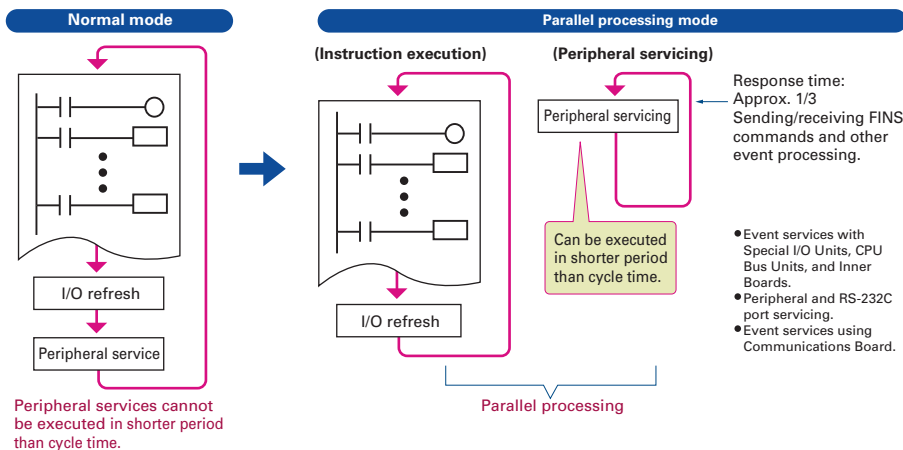 Normal mode
I/O refresh
Peripheral service
Peripheral services cannot
be executed in shorter period
than cycle time.
Parallel processing mode
(Instruction execution)
I/O refresh
(Peripheral servicing)
Peripheral servicing
Can be executed
in shorter period
than cycle time.
Parallel processing
Response time:
Approx. 1/3
Sending/receiving FINS
commands and other
event processing.
●Event services with
Special I/O Units, CPU
Bus Units, and Inner
Boards.
●Peripheral and RS-232C
port servicing.
●Event services using
Communications Board.